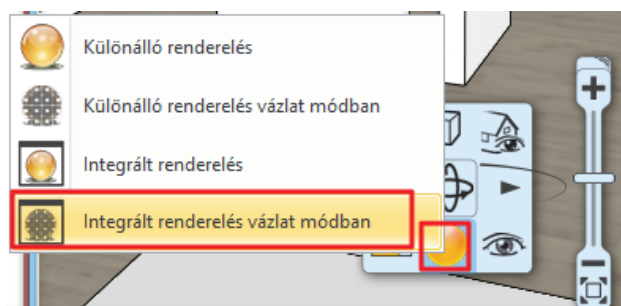 Különálló renderelés
Különálló renderelés vázlat módban
Integrált renderelés
Integrált renderelés vázlat módban